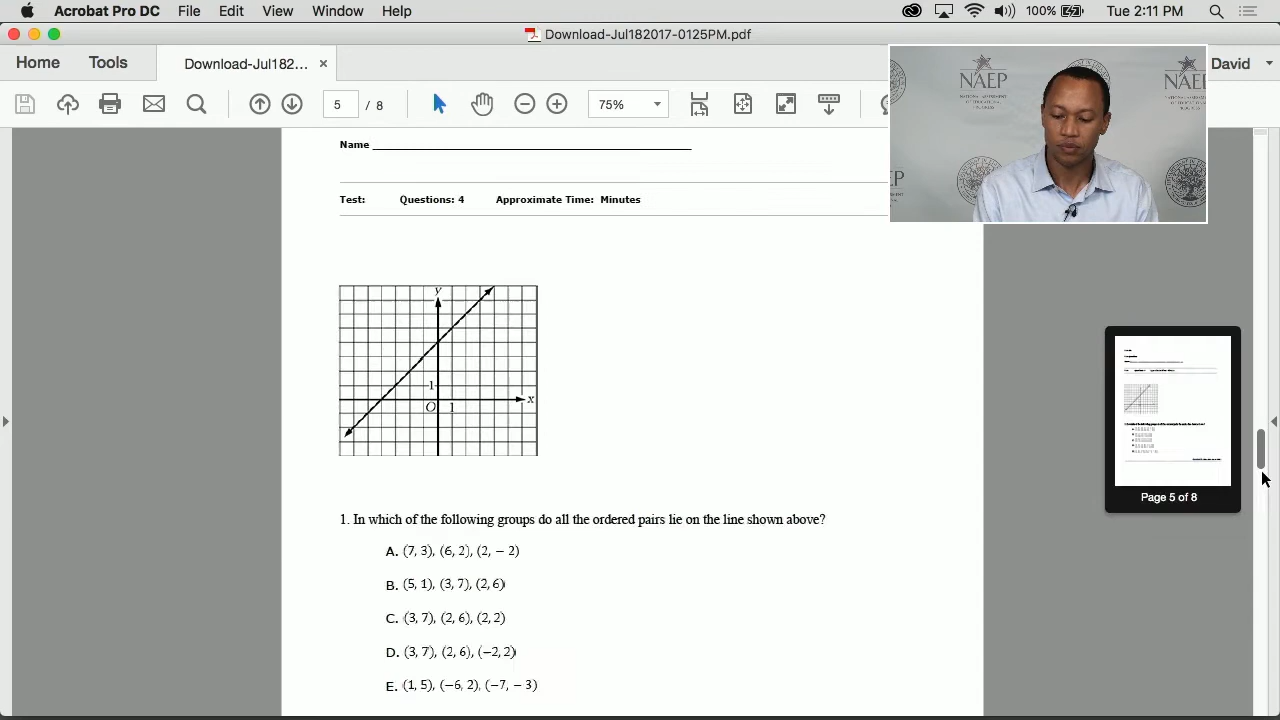 Acrobat Pro DC File Edit View Window Help 100% Tue 2:11 PM
Download-Jul182017-0125PM.pdf
Home Tools Download-Jul182... × David
5 / 8 75%
NAEP
NAEP
Name
Test: Questions: 4 Approximate Time: Minutes
y
1
O 1 x
1. In which of the following groups do all the ordered pairs lie on the line shown above?
A. (7, 3), (6, 2), (2, − 2)
B. (5, 1), (3, 7), (2, 6)
C. (3, 7), (2, 6), (2, 2)
D. (3, 7), (2, 6), (−2, 2)
E. (1, 5), (−6, 2), (−7, − 3)
Page 5 of 8